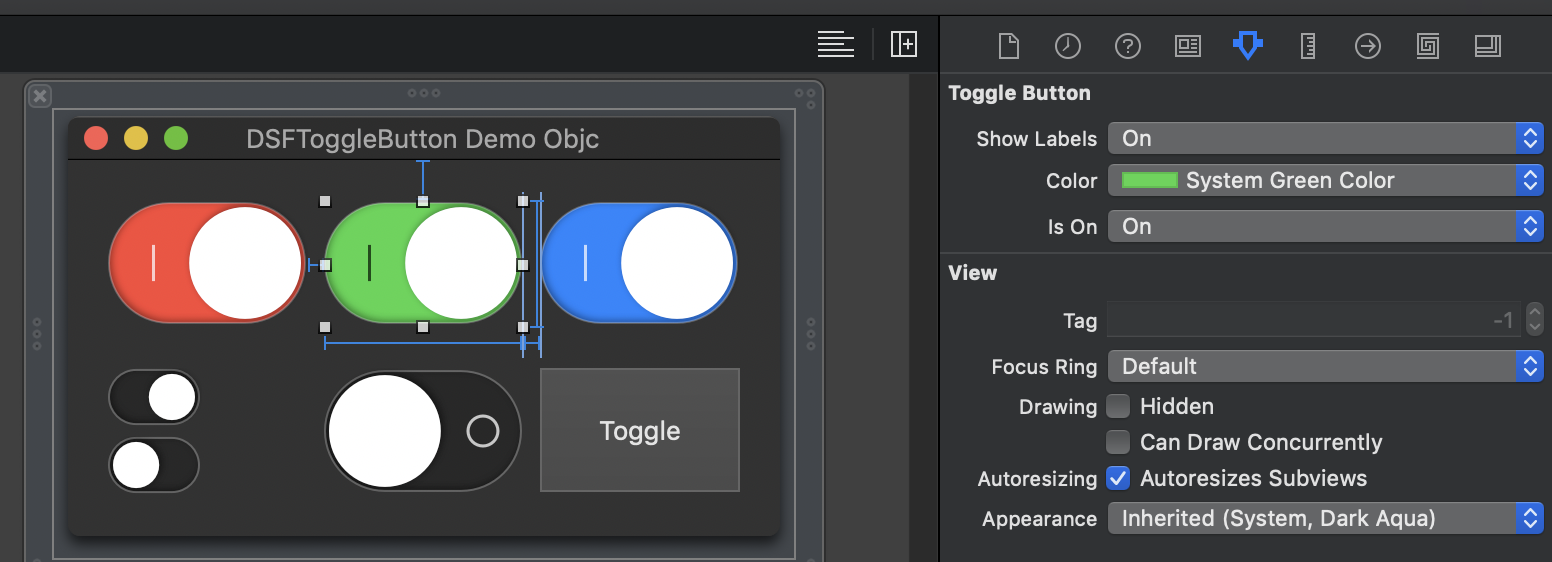 Toggle Button
DSFToggleButton Demo Objc
Show Labels On
Color System Green Color
Is On On
View
Tag -1
Focus Ring Default
Drawing Hidden
Toggle
Can Draw Concurrently
Autoresizing Autoresizes Subviews
Appearance Inherited (System, Dark Aqua)